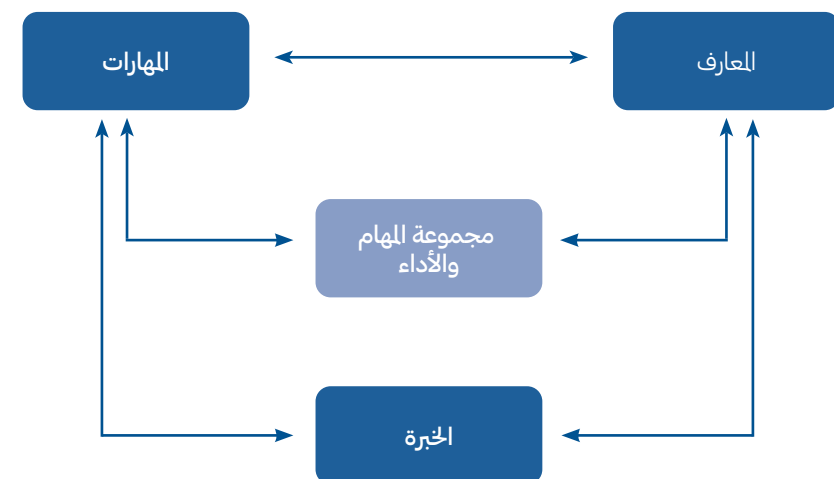 المعارف
المهارات
مجموعة المهام
والأداء
الخبرة